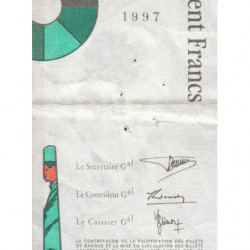 1997
ent Francs
Le Secrétaire Gal
Le Contrôleur Gal
Le Caissier Gal
LA CONTREFAÇON OU LA FALSIFICATION DES BILLETS
DE BANQUE ET LA MISE EN CIRCULATION DES BILLETS